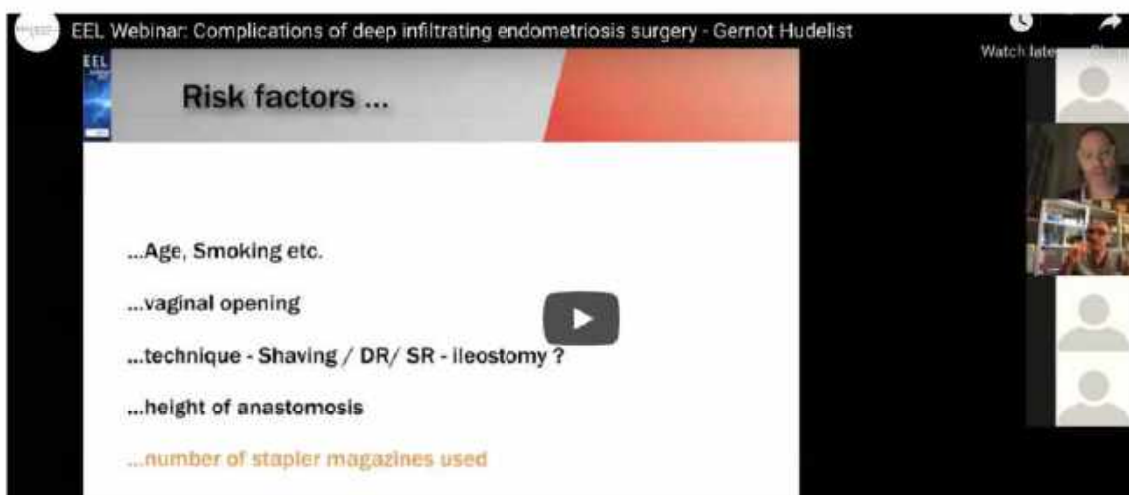 EEL Webinar: Complications of deep infiltrating endometriosis surgery - Gernot Hudelist
Watch later
EEL
Risk factors ...
...Age, Smoking etc.
...vaginal opening
...technique - Shaving / DR/ SR - ileostomy ?
...height of anastomosis
...number of stapler magazines used